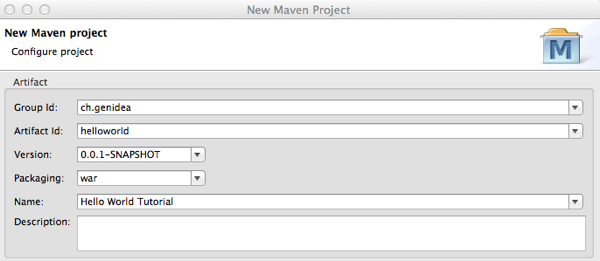 New Maven Project
New Maven project
Configure project
M
Artifact
Group Id: ch.genidea
Artifact Id: helloworld
Version: 0.0.1-SNAPSHOT
Packaging: war
Name: Hello World Tutorial
Description: